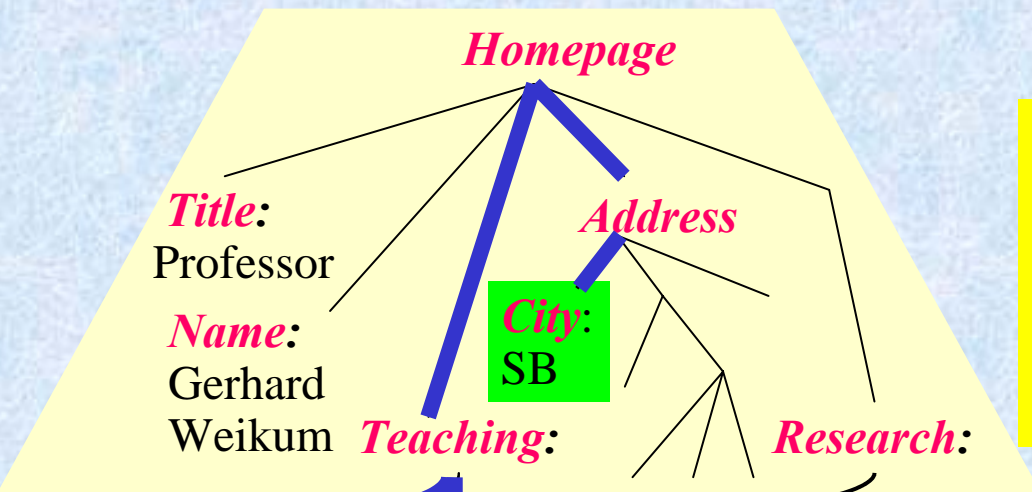 Homepage
Title:
Professor
Address
Name:
Gerhard
Weikum
City:
SB
Teaching:
Research: